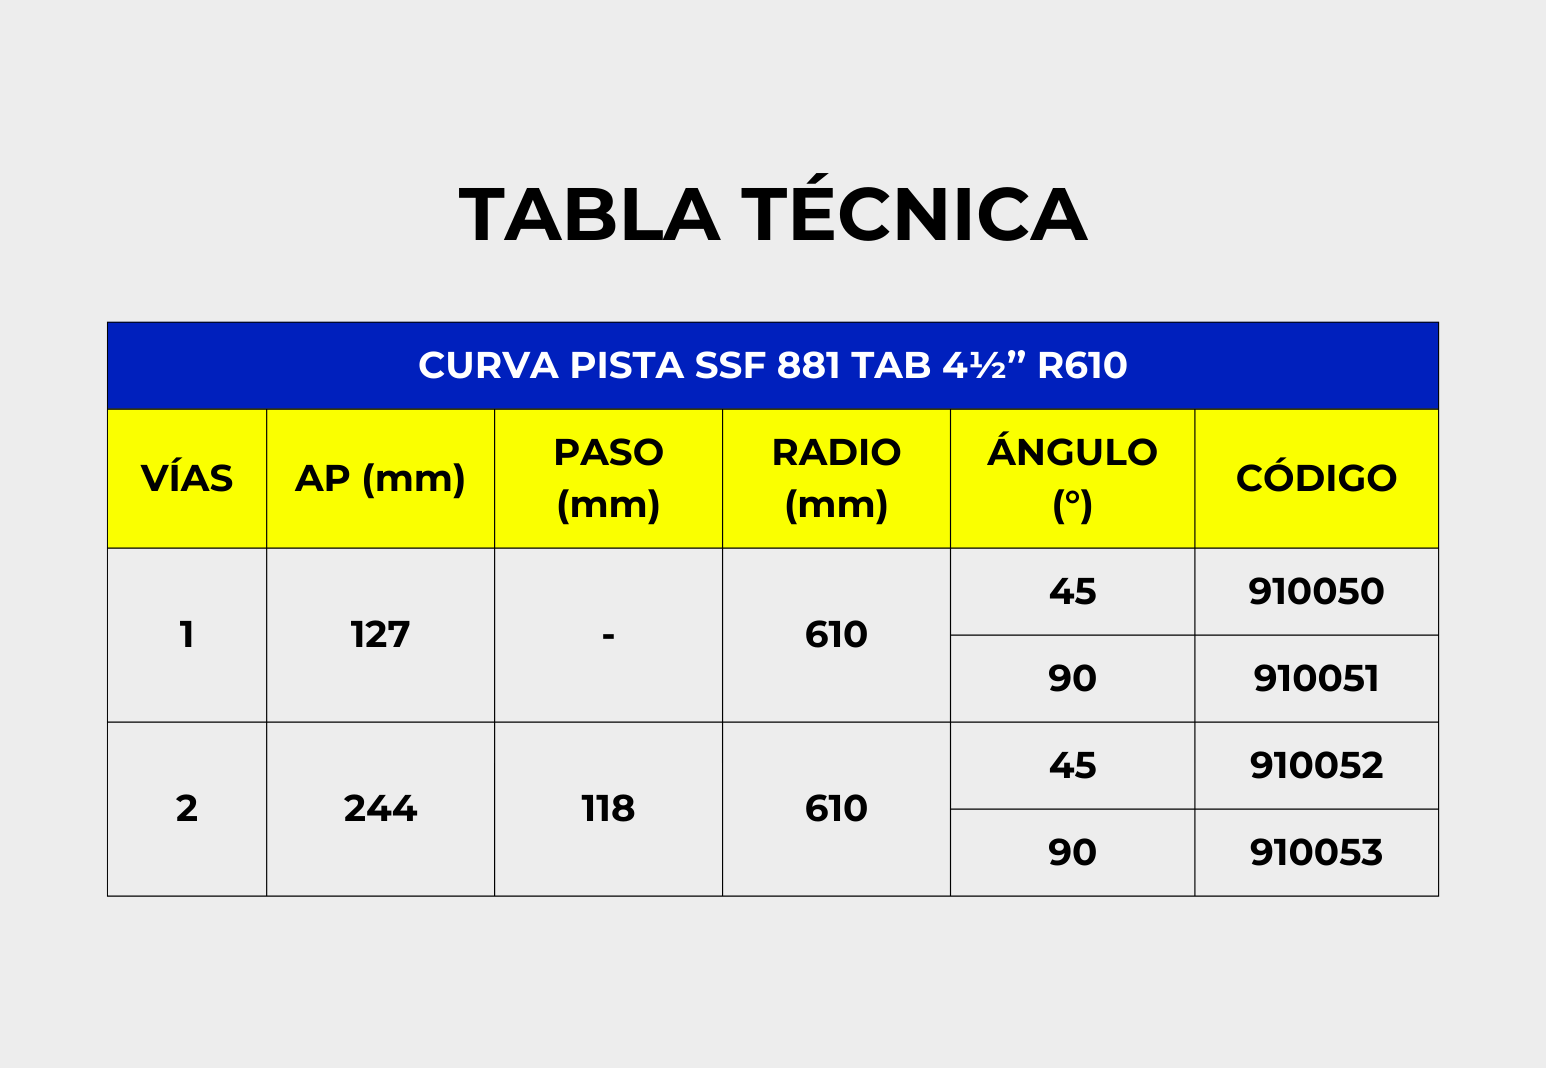 TABLA TÉCNICA
CURVA PISTA SSF 881 TAB 4½” R610
VÍAS AP (mm) PASO (mm) RADIO (mm) ÁNGULO (°) CÓDIGO
1 127 - 610 45 910050
90 910051
2 244 118 610 45 910052
90 910053